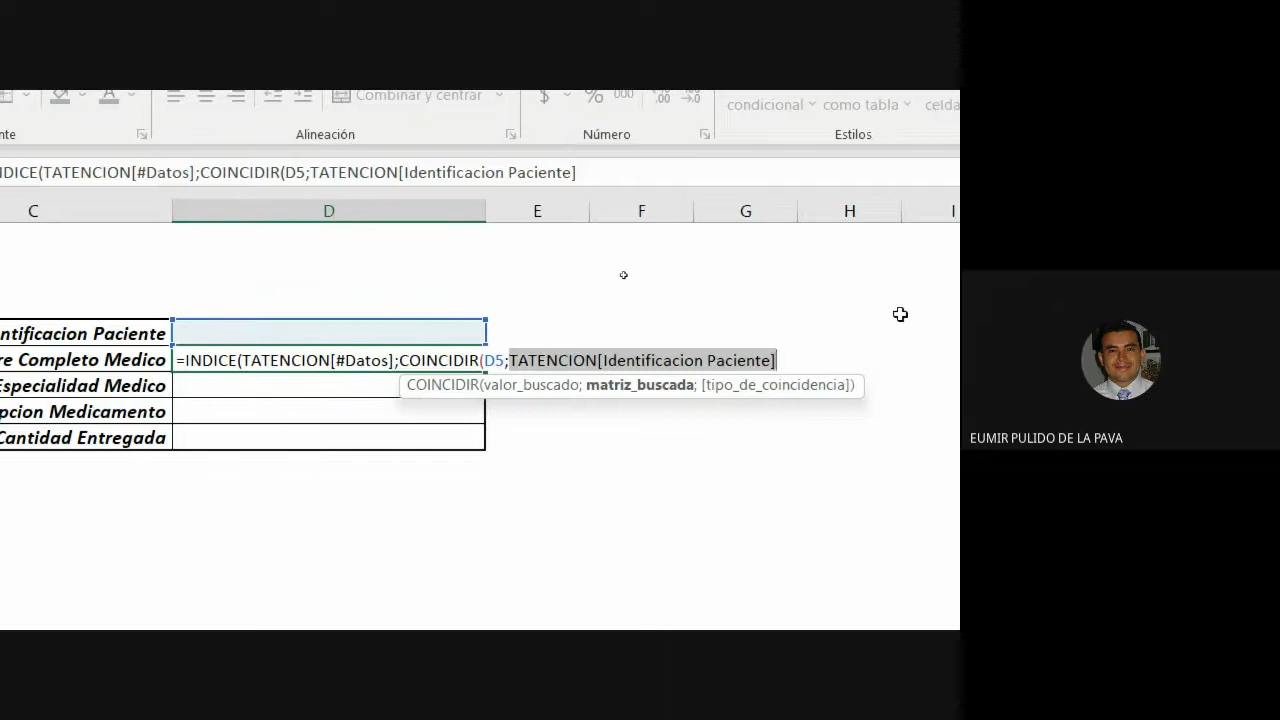 Combinar y centrar
$ % 000
condicional como tabla celda
nte
Alineación
Número
Estilos
NDICE(TATENCION[#Datos];COINCIDIR(D5;TATENCION[Identificacion Paciente]
C D E F G H I
ntificacion Paciente
re Completo Medico
=INDICE(TATENCION[#Datos];COINCIDIR(D5;TATENCION[Identificacion Paciente]
Especialidad Medico
COINCIDIR(valor_buscado; matriz_buscada; [tipo_de_coincidencia])
pcion Medicamento
Cantidad Entregada
EUMIR PULIDO DE LA PAVA